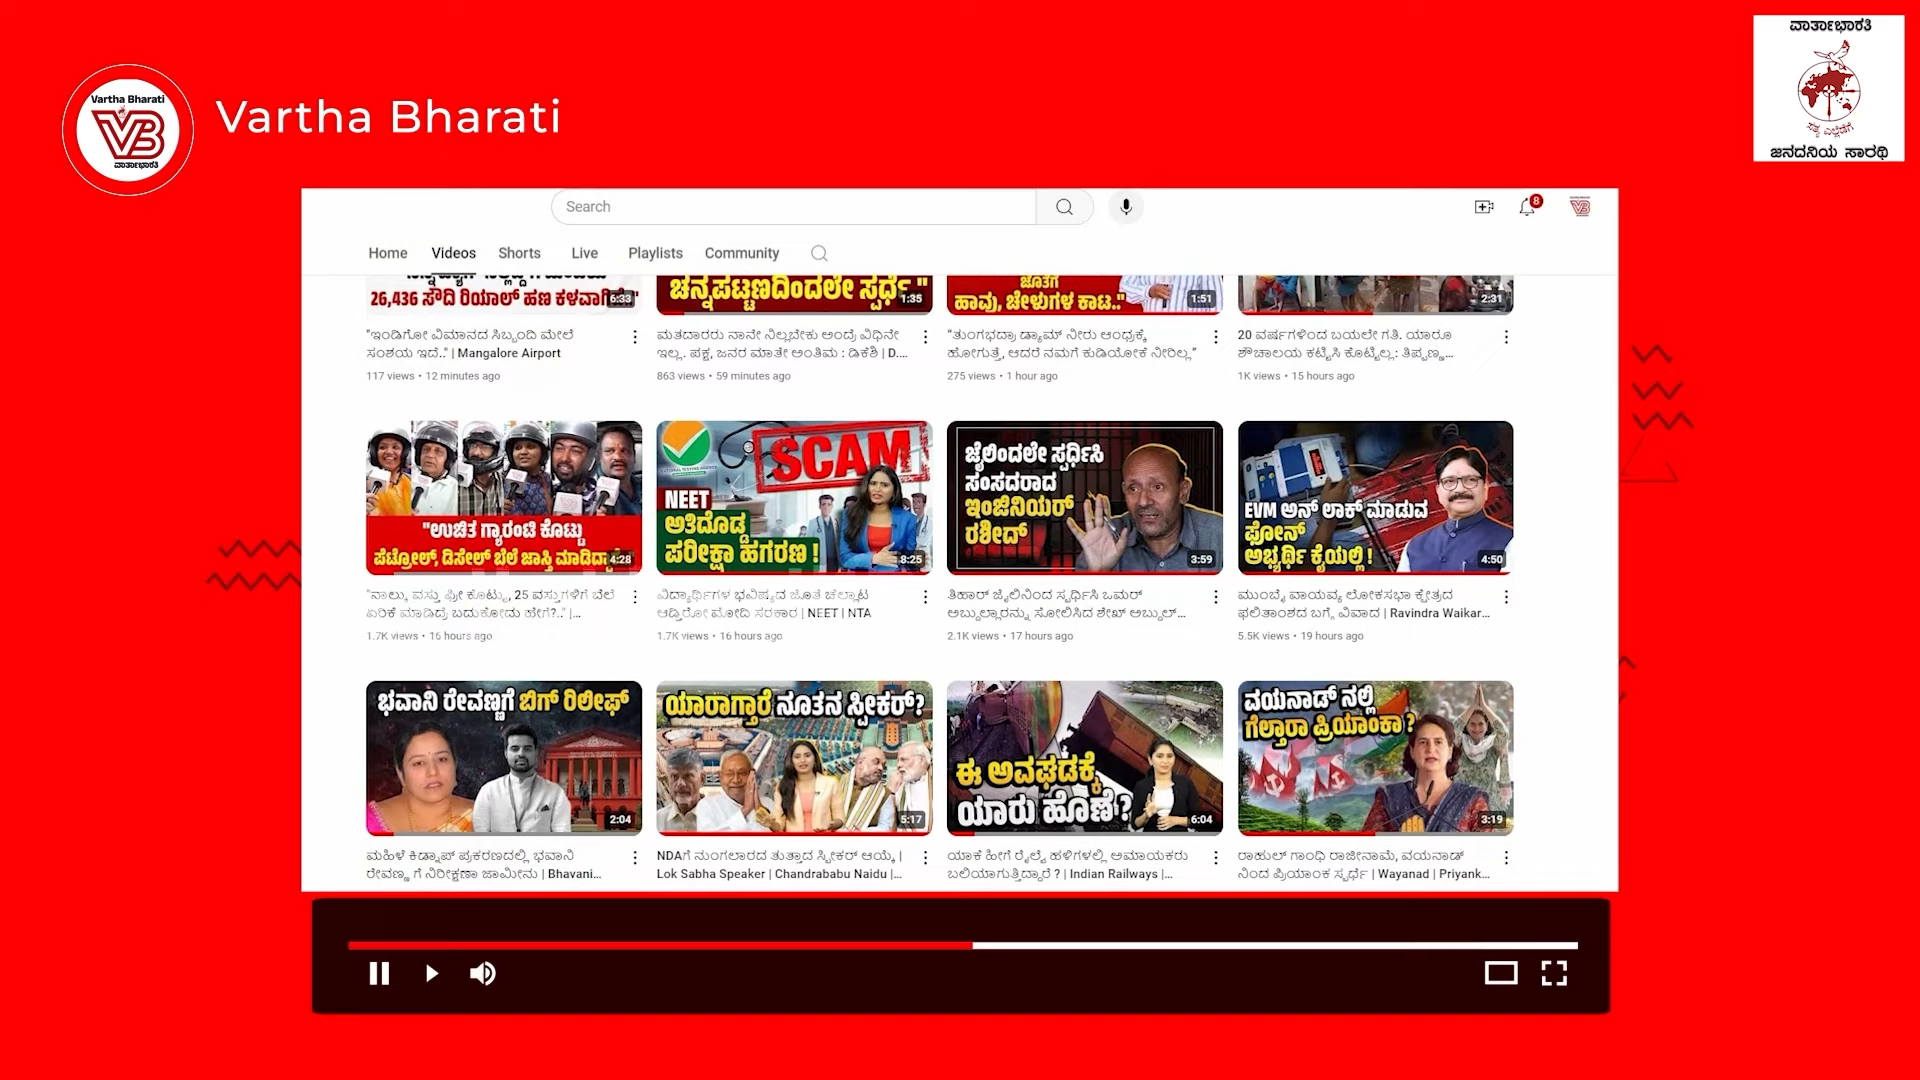 ವಾರ್ತಾಭಾರತಿ
ಸತ್ಯ ಎಲ್ಲೆಡೆಗೆ
ಜನದನಿಯ ಸಾರಥಿ
Vartha Bharati
VB
ವಾರ್ತಾಭಾರತಿ
Vartha Bharati
Search
8
Home Videos Shorts Live Playlists Community
26,436 ಸೌದಿ ರಿಯಾಲ್ ಹಣ ಕಳವಾಗಿದೆ"
6:33
ಚನ್ನಪಟ್ಟಣದಿಂದಲೇ ಸ್ಪರ್ಧೆ"
1:35
ಜೊತೆಗೆ
ಹಾವು, ಚೇಳುಗಳ ಕಾಟ.."
1:51
2:31
"ಇಂಡಿಗೋ ವಿಮಾನದ ಸಿಬ್ಬಂದಿ ಮೇಲೆ
ಸಂಶಯ ಇದೆ.." | Mangalore Airport
117 views • 12 minutes ago
ಮತದಾರರು ನಾನೇ ನಿಲ್ಲಬೇಕು ಅಂದ್ರೆ ವಿಧಿನೇ
ಇಲ್ಲ. ಪಕ್ಷ, ಜನರ ಮಾತೇ ಅಂತಿಮ : ಡಿಕೆಶಿ | D....
863 views • 59 minutes ago
"ತುಂಗಭದ್ರಾ ಡ್ಯಾಮ್ ನೀರು ಆಂಧ್ರಕ್ಕೆ
ಹೋಗುತ್ತೆ, ಆದರೆ ನಮಗೆ ಕುಡಿಯೋಕೆ ನೀರಿಲ್ಲ"
275 views • 1 hour ago
20 ವರ್ಷಗಳಿಂದ ಬಯಲೇ ಗತಿ. ಯಾರೂ
ಶೌಚಾಲಯ ಕಟ್ಟಿಸಿ ಕೊಟ್ಟಿಲ್ಲ: ತಿಪ್ಪಣ್ಣ...
1K views • 15 hours ago
"ಉಚಿತ ಗ್ಯಾರಂಟಿ ಕೊಟ್ಟು
ಪೆಟ್ರೋಲ್, ಡಿಸೇಲ್ ಬೆಲೆ ಜಾಸ್ತಿ ಮಾಡಿದ್ದಾರೆ
4:28
SCAM
NEET
ಅತಿದೊಡ್ಡ
ಪರೀಕ್ಷಾ ಹಗರಣ !
8:25
ಜೈಲಿಂದಲೇ ಸ್ಪರ್ಧಿಸಿ
ಸಂಸದರಾದ
ಇಂಜಿನಿಯರ್
ರಶೀದ್
3:59
EVM ಅನ್ ಲಾಕ್ ಮಾಡುವ
ಫೋನ್
ಅಭ್ಯರ್ಥಿ ಕೈಯಲ್ಲಿ !
4:50
"ನಾಲ್ಕು ವಸ್ತು ಫ್ರೀ ಕೊಟ್ಟು, 25 ವಸ್ತುಗಳಿಗೆ ಬೆಲೆ
ಏರಿಕೆ ಮಾಡಿದ್ರೆ ಬದುಕೋದು ಹೇಗೆ?.." |...
1.7K views • 16 hours ago
ವಿದ್ಯಾರ್ಥಿಗಳ ಭವಿಷ್ಯದ ಜೊತೆ ಚೆಲ್ಲಾಟ
ಆಡ್ತಿರೋ ಮೋದಿ ಸರಕಾರ | NEET | NTA
1.7K views • 16 hours ago
ತಿಹಾರ್ ಜೈಲಿನಿಂದ ಸ್ಪರ್ಧಿಸಿ ಒಮರ್
ಅಬ್ದುಲ್ಲಾರನ್ನು ಸೋಲಿಸಿದ ಶೇಖ್ ಅಬ್ದುಲ್...
2.1K views • 17 hours ago
ಮುಂಬೈ ವಾಯವ್ಯ ಲೋಕಸಭಾ ಕ್ಷೇತ್ರದ
ಫಲಿತಾಂಶದ ಬಗ್ಗೆ ವಿವಾದ | Ravindra Waikar...
5.5K views • 19 hours ago
ಭವಾನಿ ರೇವಣ್ಣಗೆ ಬಿಗ್ ರಿಲೀಫ್
2:04
ಯಾರಾಗ್ತಾರೆ ನೂತನ ಸ್ಪೀಕರ್?
5:17
ಈ ಅವಘಡಕ್ಕೆ
ಯಾರು ಹೊಣೆ?
6:04
ವಯನಾಡ್ ನಲ್ಲಿ
ಗೆಲ್ತಾರಾ ಪ್ರಿಯಾಂಕಾ ?
3:19
ಮಹಿಳೆ ಕಿಡ್ನಾಪ್ ಪ್ರಕರಣದಲ್ಲಿ ಭವಾನಿ
ರೇವಣ್ಣ ಗೆ ನಿರೀಕ್ಷಣಾ ಜಾಮೀನು | Bhavani...
NDAಗೆ ನುಂಗಲಾರದ ತುತ್ತಾದ ಸ್ಪೀಕರ್ ಆಯ್ಕೆ |
Lok Sabha Speaker | Chandrababu Naidu |...
ಯಾಕೆ ಹೀಗೆ ರೈಲ್ವೆ ಹಳಿಗಳಲ್ಲಿ ಅಮಾಯಕರು
ಬಲಿಯಾಗುತ್ತಿದ್ದಾರೆ ? | Indian Railways |...
ರಾಹುಲ್ ಗಾಂಧಿ ರಾಜೀನಾಮೆ, ವಯನಾಡ್
ನಿಂದ ಪ್ರಿಯಾಂಕ ಸ್ಪರ್ಧೆ | Wayanad | Priyank...